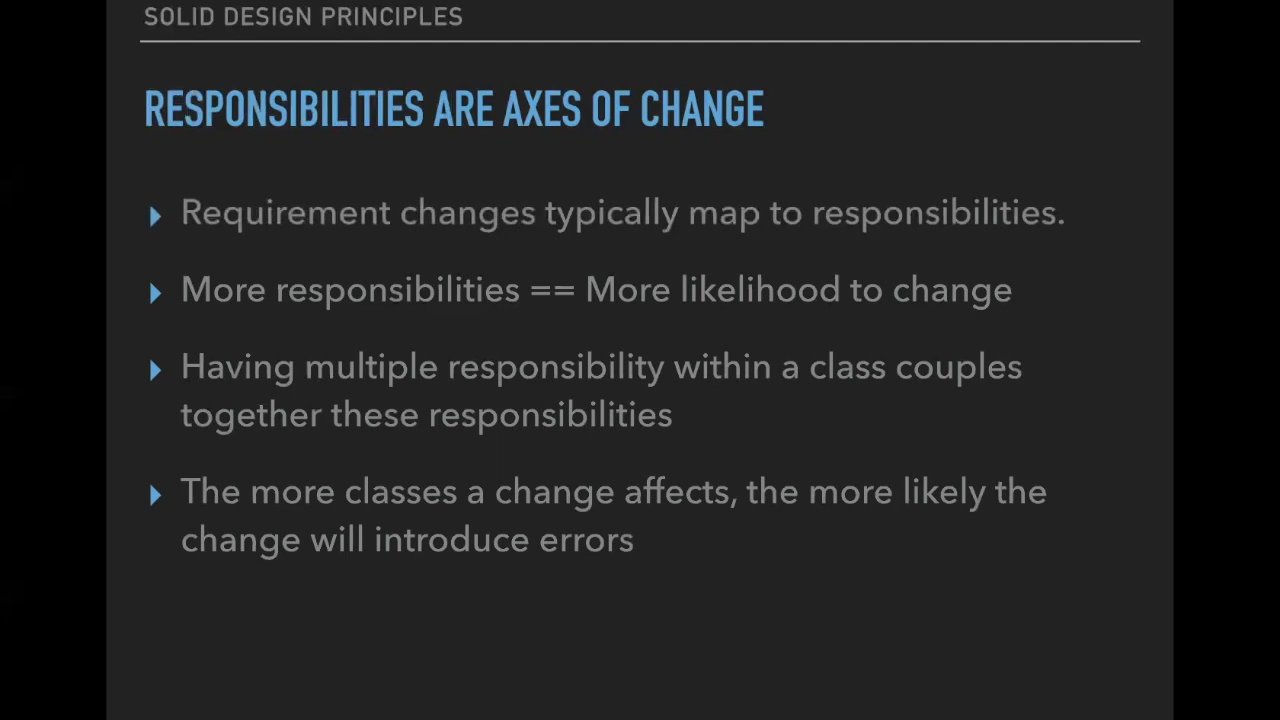 SOLID DESIGN PRINCIPLES
RESPONSIBILITIES ARE AXES OF CHANGE
Requirement changes typically map to responsibilities.
More responsibilities == More likelihood to change
Having multiple responsibility within a class couples
together these responsibilities
The more classes a change affects, the more likely the
change will introduce errors